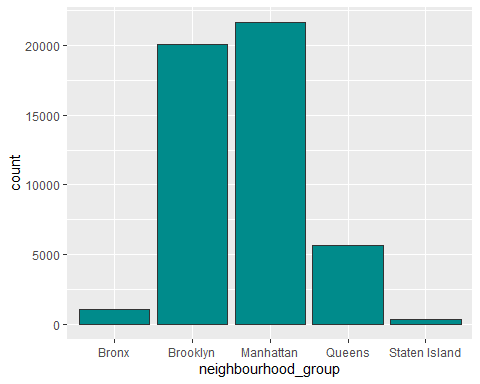 20000
15000
10000
5000
0
count
Bronx Brooklyn Manhattan Queens Staten Island
neighbourhood_group